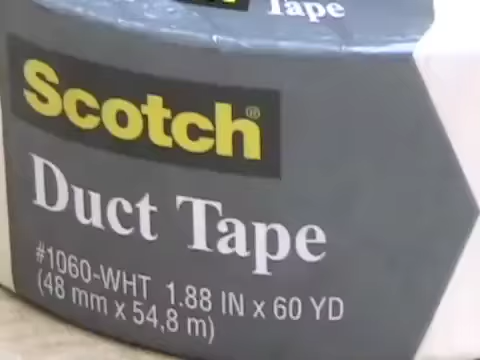 Tape
Scotch®
Duct Tape
#1060-WHT 1.88 IN x 60 YD
(48 mm x 54,8 m)